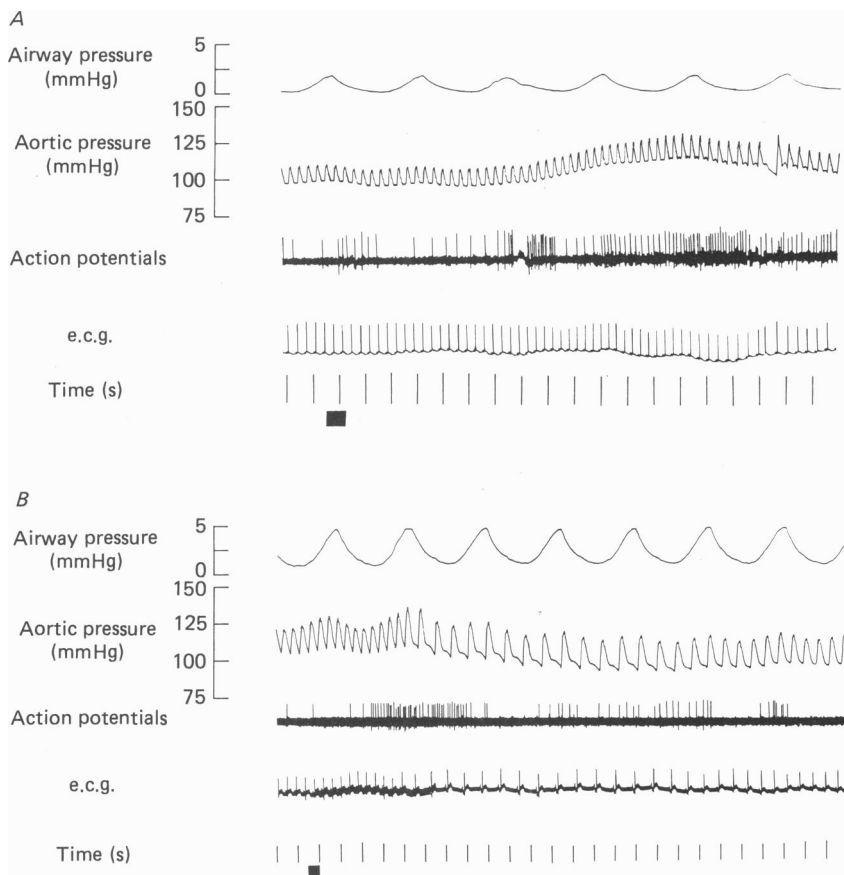 A
Airway pressure
(mmHg)
5
0
Aortic pressure
(mmHg)
150
125
100
75
Action potentials
e.c.g.
Time (s)
B
Airway pressure
(mmHg)
5
0
Aortic pressure
(mmHg)
150
125
100
75
Action potentials
e.c.g.
Time (s)